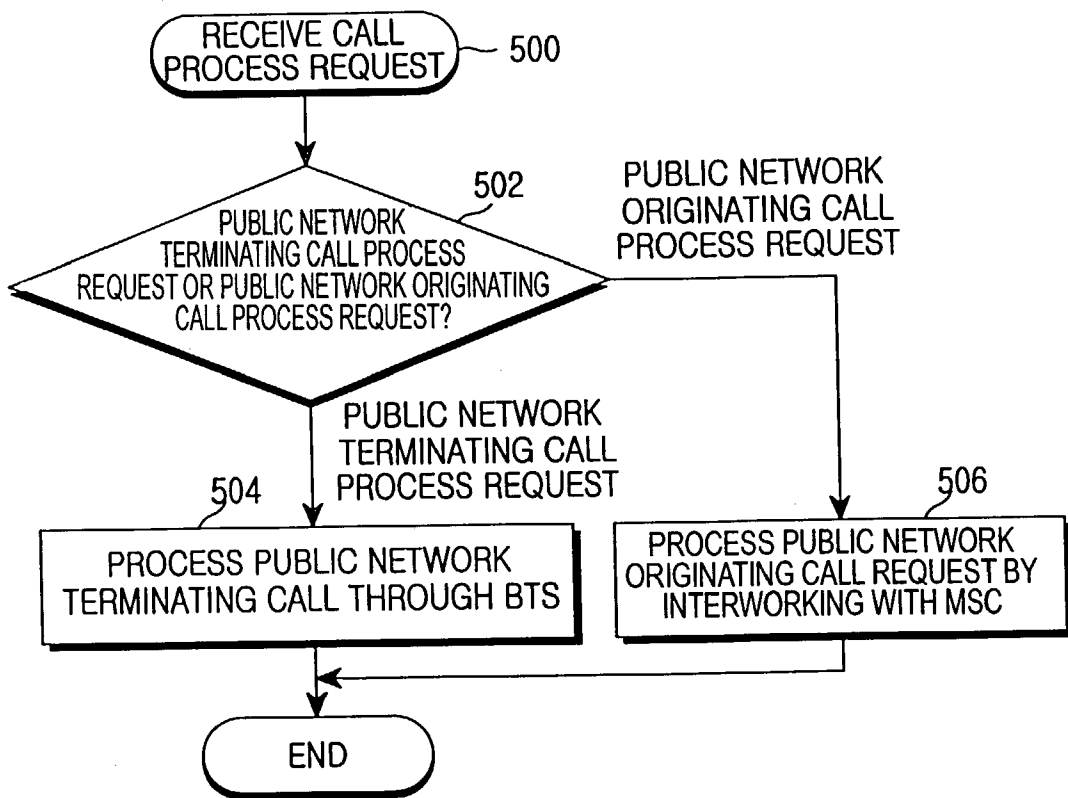 RECEIVE CALL
PROCESS REQUEST
500
502
PUBLIC NETWORK
TERMINATING CALL PROCESS
REQUEST OR PUBLIC NETWORK ORIGINATING
CALL PROCESS REQUEST?
PUBLIC NETWORK
ORIGINATING CALL
PROCESS REQUEST
PUBLIC NETWORK
TERMINATING CALL
PROCESS REQUEST
504
PROCESS PUBLIC NETWORK
TERMINATING CALL THROUGH BTS
506
PROCESS PUBLIC NETWORK
ORIGINATING CALL REQUEST BY
INTERWORKING WITH MSC
END